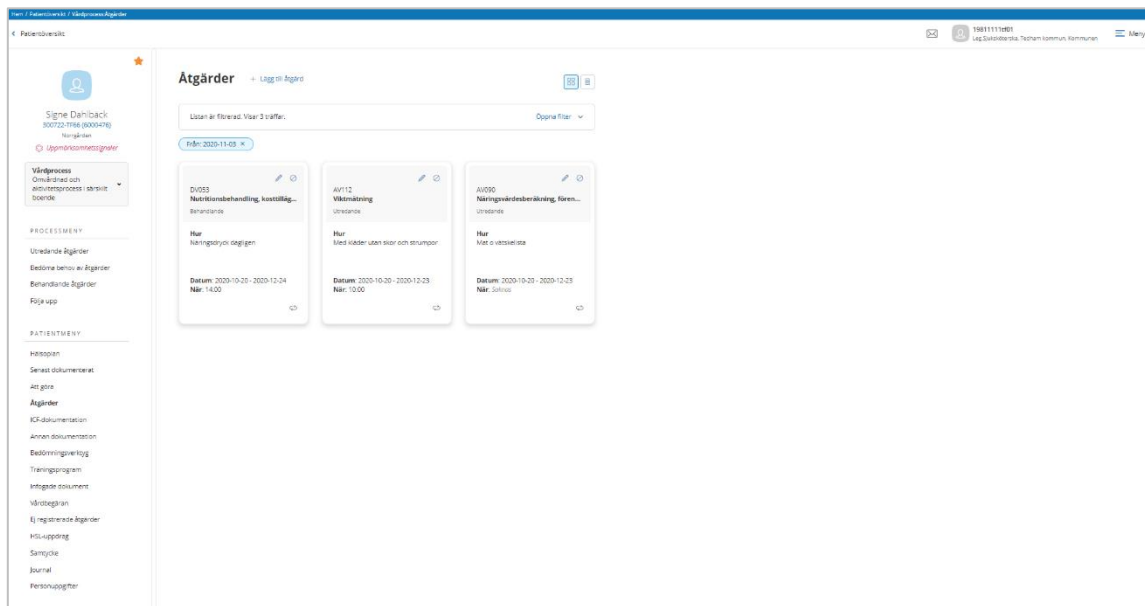 Hem / Patientöversikt / Vårdprocess-Åtgärder
Patientöversikt
19811111tf01
Leg.Sjuksköterska, Tedham kommun, Kommunen
Meny
Signe Dahlback
300722-TF66 (6000476)
Norrgården
Uppmärksamhetssignaler
Vårdprocess
Omvårdnad och
aktivitetsprocess i särskilt
boende
PROCESSMENY
Utredande åtgärder
Bedöma behov av åtgärder
Behandlande åtgärder
Följa upp
PATIENTMENY
Hälsoplan
Senast dokumenterat
Att göra
Åtgärder
ICF-dokumentation
Annan dokumentation
Bedömningsverktyg
Träningsprogram
Infogade dokument
Vårdbegäran
Ej registrerade åtgärder
HSL-uppdrag
Samtycke
Journal
Personuppgifter
Åtgärder
+ Lägg till åtgärd
Listan är filtrerad. Visar 3 träffar.
Öppna filter
Från: 2020-11-03 ×
DV053
Nutritionsbehandling, kosttilläg...
Behandlande
Hur
Näringsdryck dagligen
Datum: 2020-10-20 - 2020-12-24
När: 14:00
AV112
Viktmätning
Utredande
Hur
Med kläder utan skor och strumpor
Datum: 2020-10-20 - 2020-12-23
När: 10:00
AV090
Näringsvärdesberäkning, fören...
Utredande
Hur
Mat o vätskelista
Datum: 2020-10-20 - 2020-12-23
När: Saknas